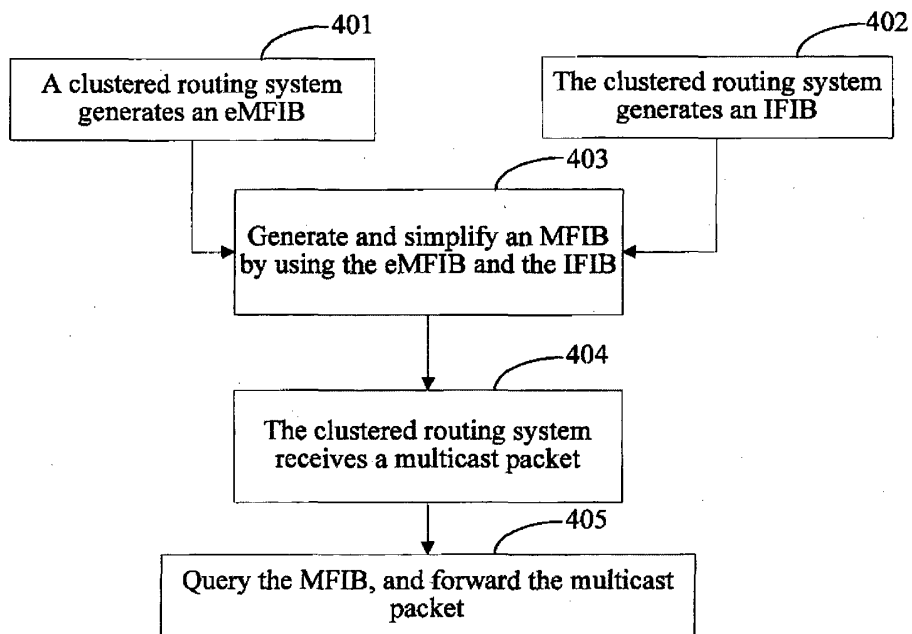 401
A clustered routing system
generates an eMFIB
402
The clustered routing system
generates an IFIB
403
Generate and simplify an MFIB
by using the eMFIB and the IFIB
404
The clustered routing system
receives a multicast packet
405
Query the MFIB, and forward the multicast
packet